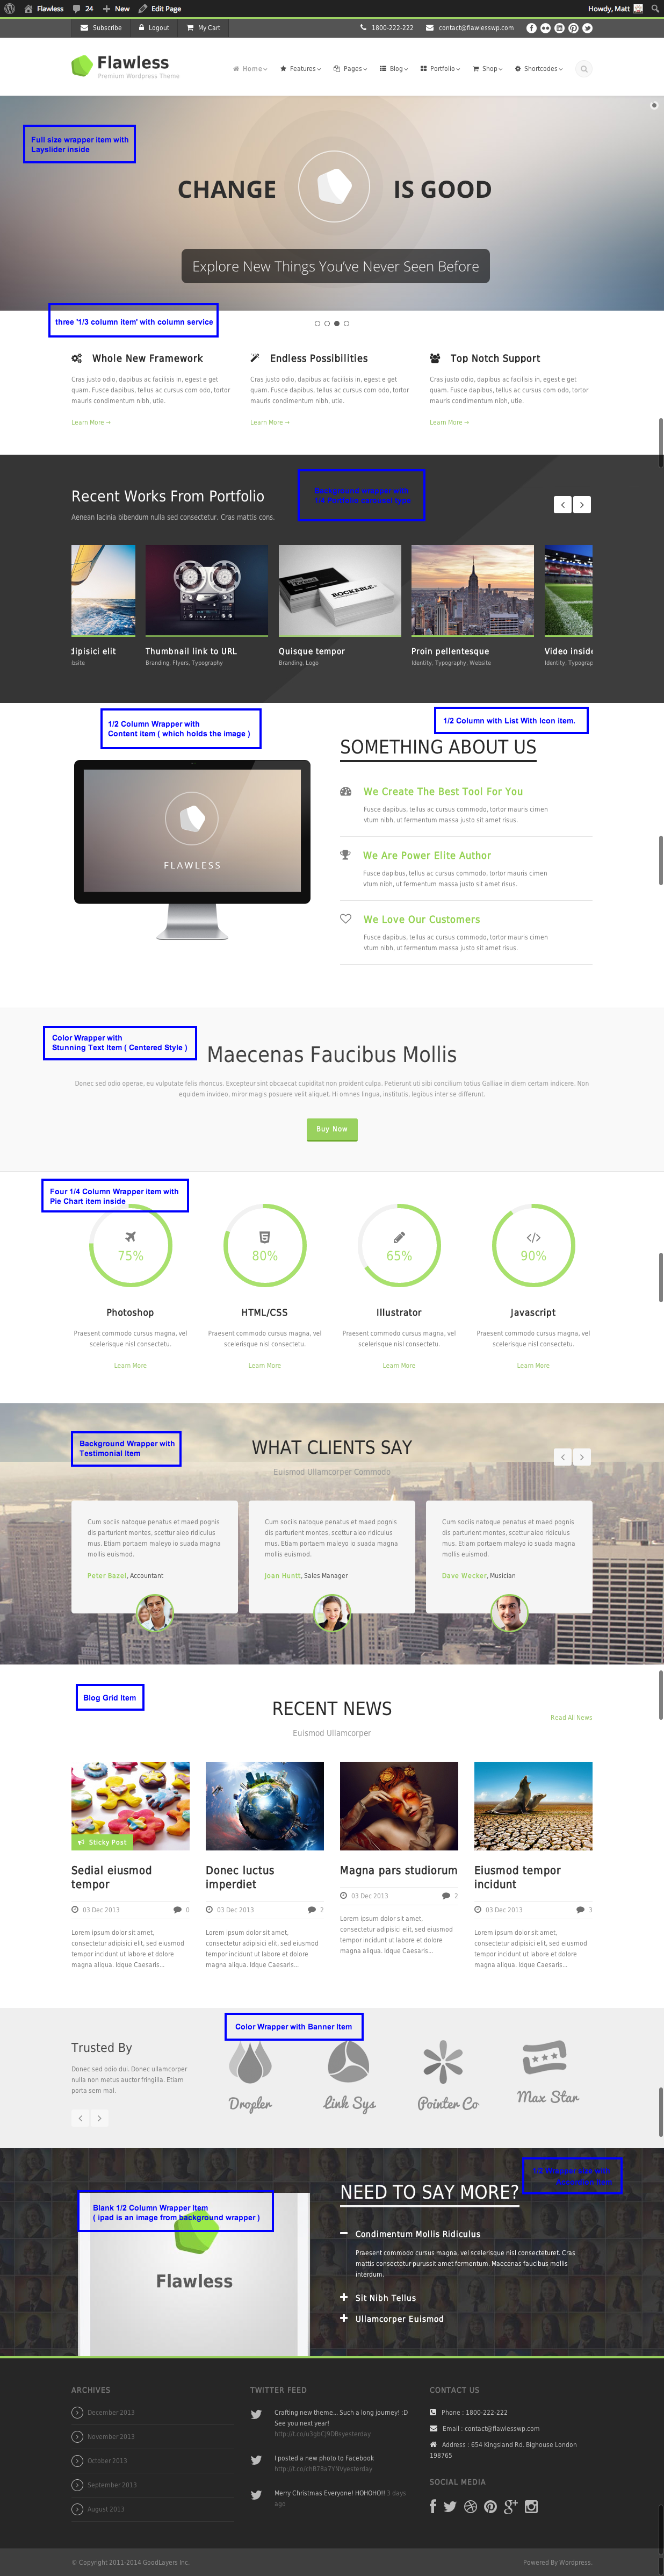 Flawless 24 New Edit Page Howdy, Matt
Subscribe Logout My Cart 1800-222-222 contact@flawlesswp.com
Flawless
Premium Wordpress Theme
Home Features Pages Blog Portfolio Shop Shortcodes
Full size wrapper item with
Layslider inside
CHANGE IS GOOD
Explore New Things You've Never Seen Before
three '1/3 column item' with column service
Whole New Framework
Cras justo odio, dapibus ac facilisis in, egest e get
quam. Fusce dapibus, tellus ac cursus com odo, tortor
mauris condimentum nibh, utie.
Learn More →
Endless Possibilities
Cras justo odio, dapibus ac facilisis in, egest e get
quam. Fusce dapibus, tellus ac cursus com odo, tortor
mauris condimentum nibh, utie.
Learn More →
Top Notch Support
Cras justo odio, dapibus ac facilisis in, egest e get
quam. Fusce dapibus, tellus ac cursus com odo, tortor
mauris condimentum nibh, utie.
Learn More →
Background wrapper with
1/4 Portfolio carousel type
Recent Works From Portfolio
Aenean lacinia bibendum nulla sed consectetur. Cras mattis cons.
ROCKABLE
dipisici elit
bsite
Thumbnail link to URL
Branding, Flyers, Typography
Quisque tempor
Branding, Logo
Proin pellentesque
Identity, Typography, Website
Video inside
Identity, Typograp
1/2 Column Wrapper with
Content item ( which holds the image )
1/2 Column with List With Icon item.
FLAWLESS
SOMETHING ABOUT US
We Create The Best Tool For You
Fusce dapibus, tellus ac cursus commodo, tortor mauris cimen
vtum nibh, ut fermentum massa justo sit amet risus.
We Are Power Elite Author
Fusce dapibus, tellus ac cursus commodo, tortor mauris cimen
vtum nibh, ut fermentum massa justo sit amet risus.
We Love Our Customers
Fusce dapibus, tellus ac cursus commodo, tortor mauris cimen
vtum nibh, ut fermentum massa justo sit amet risus.
Color Wrapper with
Stunning Text Item ( Centered Style )
Maecenas Faucibus Mollis
Donec sed odio operae, eu vulputate felis rhoncus. Excepteur sint obcaecat cupiditat non proident culpa. Petierunt uti sibi concilium totius Galliae in diem certam indicere. Non
equidem invideo, miror magis posuere velit aliquet. Hi omnes lingua, institutis, legibus inter se differunt.
Buy Now
Four 1/4 Column Wrapper item with
Pie Chart item inside
75%
Photoshop
Praesent commodo cursus magna, vel
scelerisque nisl consectetu.
Learn More
80%
HTML/CSS
Praesent commodo cursus magna, vel
scelerisque nisl consectetu.
Learn More
65%
Illustrator
Praesent commodo cursus magna, vel
scelerisque nisl consectetu.
Learn More
90%
Javascript
Praesent commodo cursus magna, vel
scelerisque nisl consectetu.
Learn More
Background Wrapper with
Testimonial Item
WHAT CLIENTS SAY
Euismod Ullamcorper Commodo
Cum sociis natoque penatus et maed pognis
dis parturient montes, scettur aieo ridiculus
mus. Etiam portaem maleyo io suada magna
mollis euismod.
Peter Bazel, Accountant
Cum sociis natoque penatus et maed pognis
dis parturient montes, scettur aieo ridiculus
mus. Etiam portaem maleyo io suada magna
mollis euismod.
Joan Huntt, Sales Manager
Cum sociis natoque penatus et maed pognis
dis parturient montes, scettur aieo ridiculus
mus. Etiam portaem maleyo io suada magna
mollis euismod.
Dave Wecker, Musician
Blog Grid Item
RECENT NEWS
Euismod Ullamcorper
Read All News
Sticky Post
Sedial eiusmod
tempor
03 Dec 2013 0
Lorem ipsum dolor sit amet,
consectetur adipisici elit, sed eiusmod
tempor incidunt ut labore et dolore
magna aliqua. Idque Caesaris...
Donec luctus
imperdiet
03 Dec 2013 2
Lorem ipsum dolor sit amet,
consectetur adipisici elit, sed eiusmod
tempor incidunt ut labore et dolore
magna aliqua. Idque Caesaris...
Magna pars studiorum
03 Dec 2013 2
Lorem ipsum dolor sit amet,
consectetur adipisici elit, sed eiusmod
tempor incidunt ut labore et dolore
magna aliqua. Idque Caesaris...
Eiusmod tempor
incidunt
03 Dec 2013 3
Lorem ipsum dolor sit amet,
consectetur adipisici elit, sed eiusmod
tempor incidunt ut labore et dolore
magna aliqua. Idque Caesaris...
Color Wrapper with Banner Item
Trusted By
Donec sed odio dui. Donec ullamcorper
nulla non metus auctor fringilla. Etiam
porta sem mal.
Dropler
Link Sys
Pointer Co
Max Star
1/2 Wrapper item with
Accordion item
Blank 1/2 Column Wrapper Item
( ipad is an image from background wrapper )
Flawless
NEED TO SAY MORE?
Condimentum Mollis Ridiculus
Praesent commodo cursus magna, vel scelerisque nisl consecteturet. Cras
mattis consectetur purussit amet fermentum. Maecenas faucibus mollis
interdum.
Sit Nibh Tellus
Ullamcorper Euismod
ARCHIVES
December 2013
November 2013
October 2013
September 2013
August 2013
TWITTER FEED
Crafting new theme... Such a long journey! :D
See you next year!
I posted a new photo to Facebook
Merry Christmas Everyone! HOHOHO!! 3 days
ago
CONTACT US
Phone : 1800-222-222
Email : contact@flawlesswp.com
Address : 654 Kingsland Rd. Bighouse London
198765
SOCIAL MEDIA
© Copyright 2011-2014 GoodLayers Inc.
Powered By Wordpress.